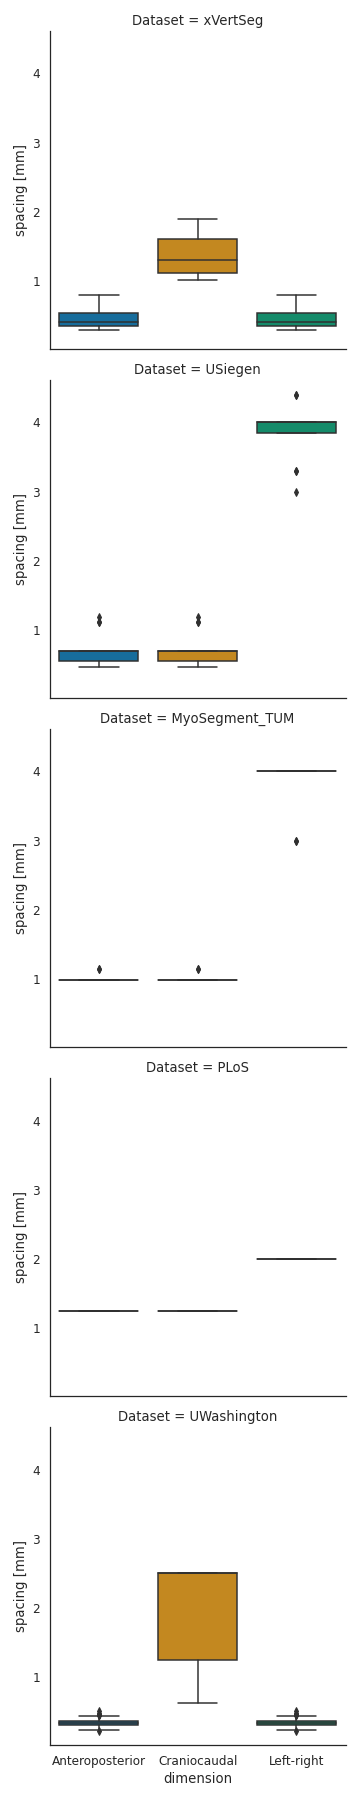 Dataset = xVertSeg
4
3
2
1
spacing [mm]
Dataset = USiegen
4
3
2
1
spacing [mm]
Dataset = MyoSegment_TUM
4
3
2
1
spacing [mm]
Dataset = PLoS
4
3
2
1
spacing [mm]
Dataset = UWashington
4
3
2
1
spacing [mm]
Anteroposterior Craniocaudal Left-right
dimension